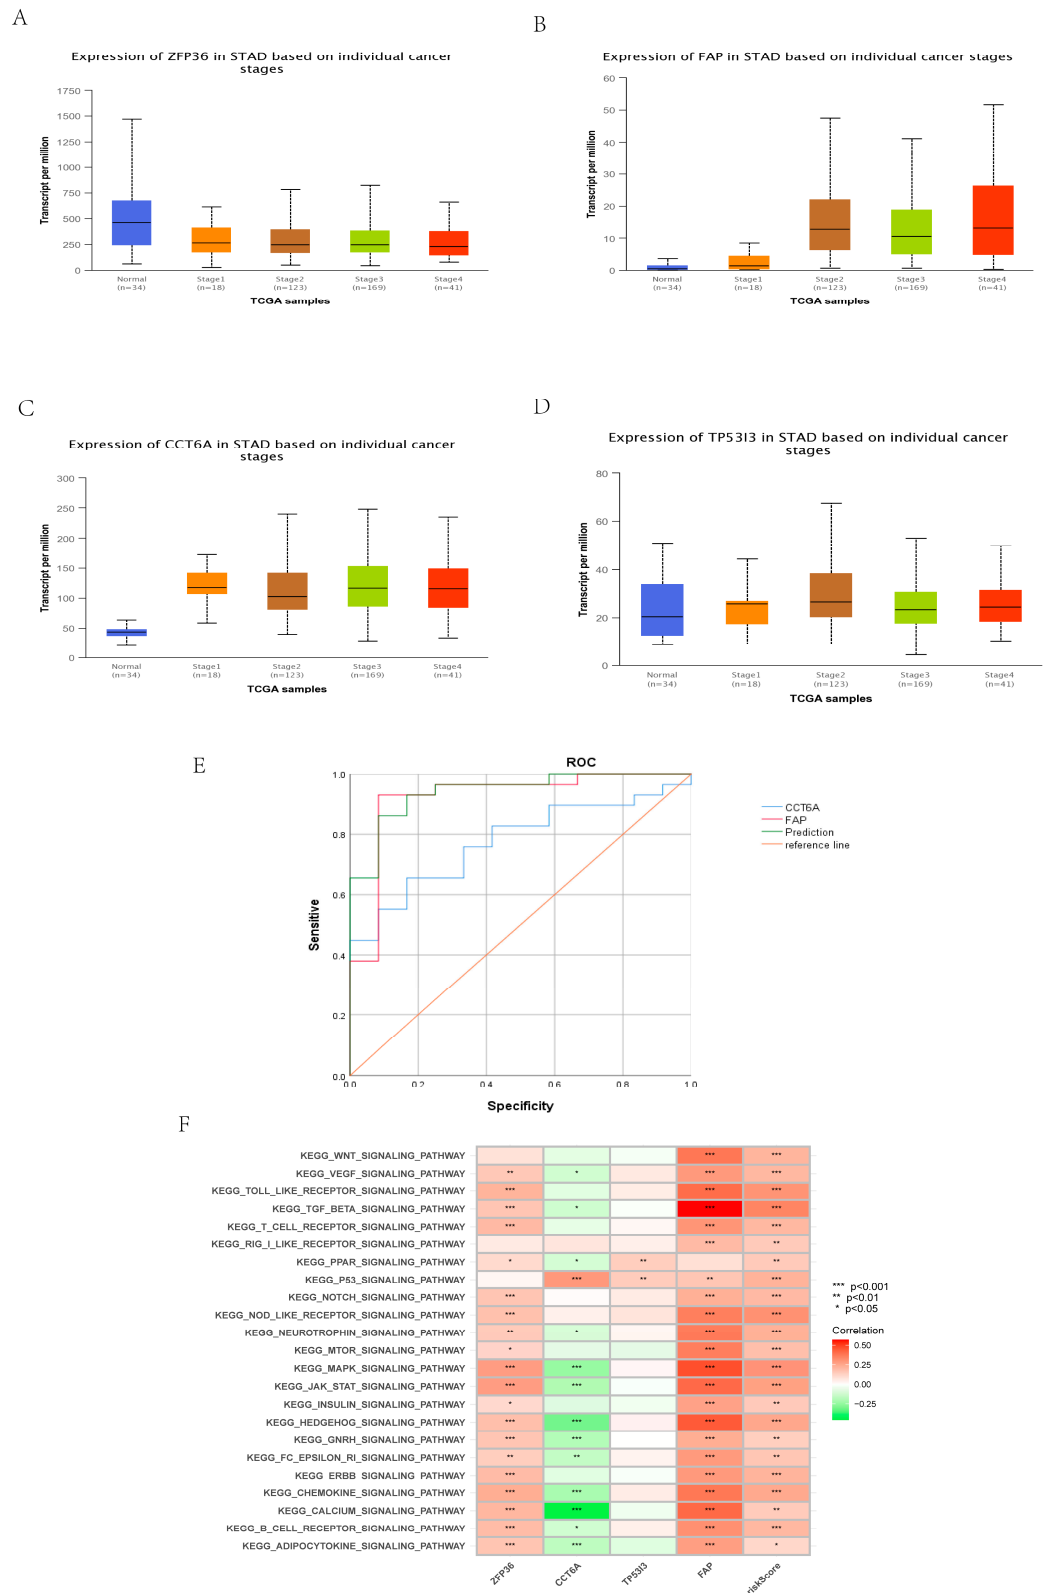 A
Expression of ZFP36 in STAD based on individual cancer
stages
Transcript per million
1750
1500
1250
1000
750
500
250
0
Normal
(n=34)
Stage1
(n=18)
Stage2
(n=123)
Stage3
(n=169)
Stage4
(n=41)
TCGA samples
B
Expression of FAP in STAD based on individual cancer stages
Transcript per million
60
50
40
30
20
10
0
Normal
(n=34)
Stage1
(n=18)
Stage2
(n=123)
Stage3
(n=169)
Stage4
(n=41)
TCGA samples
C
Expression of CCT6A in STAD based on individual cancer
stages
Transcript per million
300
250
200
150
100
50
0
Normal
(n=34)
Stage1
(n=18)
Stage2
(n=123)
Stage3
(n=169)
Stage4
(n=41)
TCGA samples
D
Expression of TP53I3 in STAD based on individual cancer
stages
Transcript per million
80
60
40
20
0
Normal
(n=34)
Stage1
(n=18)
Stage2
(n=123)
Stage3
(n=169)
Stage4
(n=41)
TCGA samples
E
ROC
Sensitive
1.0
0.8
0.6
0.4
0.2
0.0
0.0 0.2 0.4 0.6 0.8 1.0
Specificity
CCT6A
FAP
Prediction
reference line
F
KEGG_WNT_SIGNALING_PATHWAY *** ***
KEGG_VEGF_SIGNALING_PATHWAY ** * *** ***
KEGG_TOLL_LIKE_RECEPTOR_SIGNALING_PATHWAY *** *** ***
KEGG_TGF_BETA_SIGNALING_PATHWAY *** * *** ***
KEGG_T_CELL_RECEPTOR_SIGNALING_PATHWAY *** *** ***
KEGG_RIG_I_LIKE_RECEPTOR_SIGNALING_PATHWAY *** **
KEGG_PPAR_SIGNALING_PATHWAY * * ** **
KEGG_P53_SIGNALING_PATHWAY *** ** ** ***
KEGG_NOTCH_SIGNALING_PATHWAY *** *** ***
KEGG_NOD_LIKE_RECEPTOR_SIGNALING_PATHWAY *** *** ***
KEGG_NEUROTROPHIN_SIGNALING_PATHWAY ** * *** ***
KEGG_MTOR_SIGNALING_PATHWAY * *** ***
KEGG_MAPK_SIGNALING_PATHWAY *** *** *** ***
KEGG_JAK_STAT_SIGNALING_PATHWAY *** *** *** ***
KEGG_INSULIN_SIGNALING_PATHWAY * *** **
KEGG_HEDGEHOG_SIGNALING_PATHWAY *** *** *** ***
KEGG_GNRH_SIGNALING_PATHWAY *** *** *** **
KEGG_FC_EPSILON_RI_SIGNALING_PATHWAY ** ** *** **
KEGG_ERBB_SIGNALING_PATHWAY *** *** ***
KEGG_CHEMOKINE_SIGNALING_PATHWAY *** *** *** ***
KEGG_CALCIUM_SIGNALING_PATHWAY *** *** *** **
KEGG_B_CELL_RECEPTOR_SIGNALING_PATHWAY *** * *** ***
KEGG_ADIPOCYTOKINE_SIGNALING_PATHWAY *** *** *** *
ZFP36
CCT6A
TP53I3
FAP
riskScore
*** p<0.001
** p<0.01
* p<0.05
Correlation
0.50
0.25
0.00
−0.25